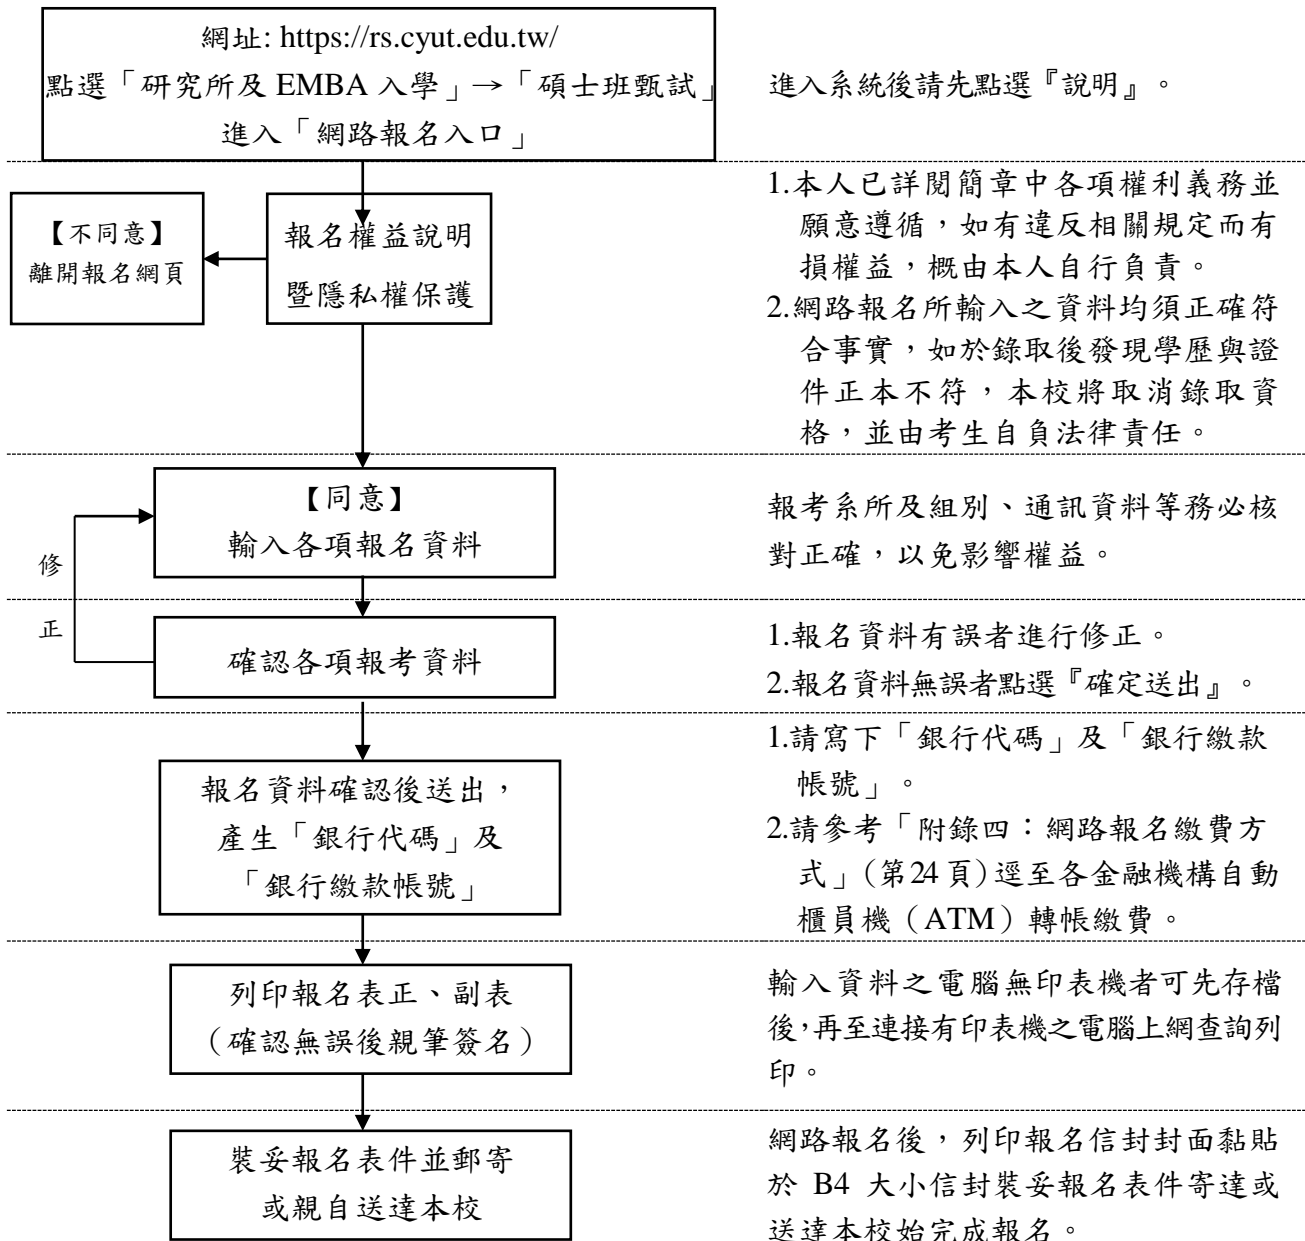 網址: https://rs.cyut.edu.tw/
點選「研究所及 EMBA 入學」→「碩士班甄試」
進入「網路報名入口」
進入系統後請先點選『說明』。
【不同意】
離開報名網頁
報名權益說明
暨隱私權保護
1.本人已詳閱簡章中各項權利義務並
願意遵循，如有違反相關規定而有
損權益，概由本人自行負責。
2.網路報名所輸入之資料均須正確符
合事實，如於錄取後發現學歷與證
件正本不符，本校將取消錄取資
格，並由考生自負法律責任。
【同意】
輸入各項報名資料
報考系所及組別、通訊資料等務必核
對正確，以免影響權益。
修
正
確認各項報考資料
1.報名資料有誤者進行修正。
2.報名資料無誤者點選『確定送出』。
報名資料確認後送出，
產生「銀行代碼」及
「銀行繳款帳號」
1.請寫下「銀行代碼」及「銀行繳款
帳號」。
2.請參考「附錄四：網路報名繳費方
式」(第24頁)逕至各金融機構自動
櫃員機（ATM）轉帳繳費。
列印報名表正、副表
（確認無誤後親筆簽名）
輸入資料之電腦無印表機者可先存檔
後，再至連接有印表機之電腦上網查詢列
印。
裝妥報名表件並郵寄
或親自送達本校
網路報名後，列印報名信封封面黏貼
於 B4 大小信封裝妥報名表件寄達或
送達本校始完成報名。